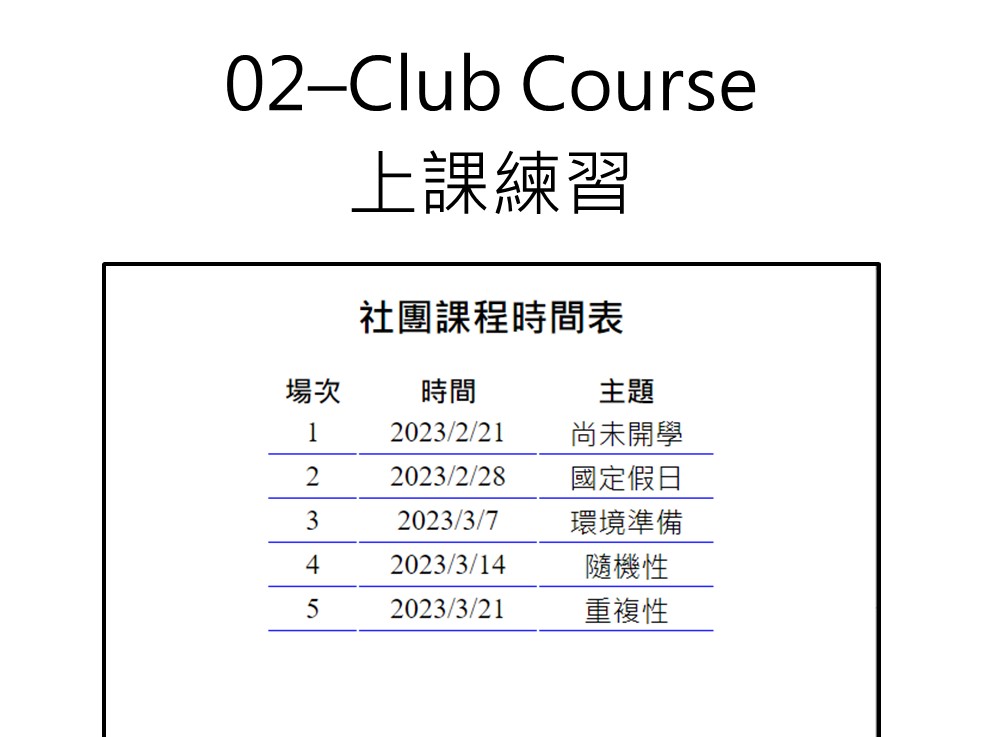 02–Club Course
上課練習
社團課程時間表
場次 時間 主題
1 2023/2/21 尚未開學
2 2023/2/28 國定假日
3 2023/3/7 環境準備
4 2023/3/14 隨機性
5 2023/3/21 重複性